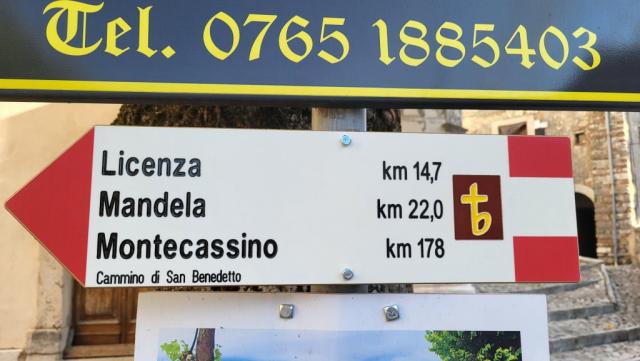 Tel. 0765 1885403
Licenza km 14,7
Mandela km 22,0
Montecassino km 178
Cammino di San Benedetto